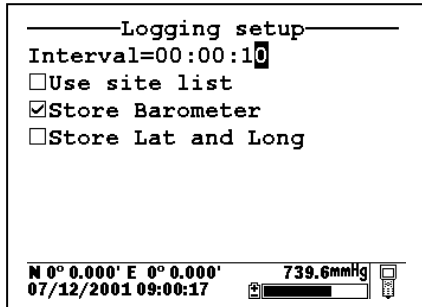 Logging setup
Interval=00:00:10
Use site list
Store Barometer
Store Lat and Long
N 0° 0.000' E 0° 0.000' 739.6mmHg
07/12/2001 09:00:17